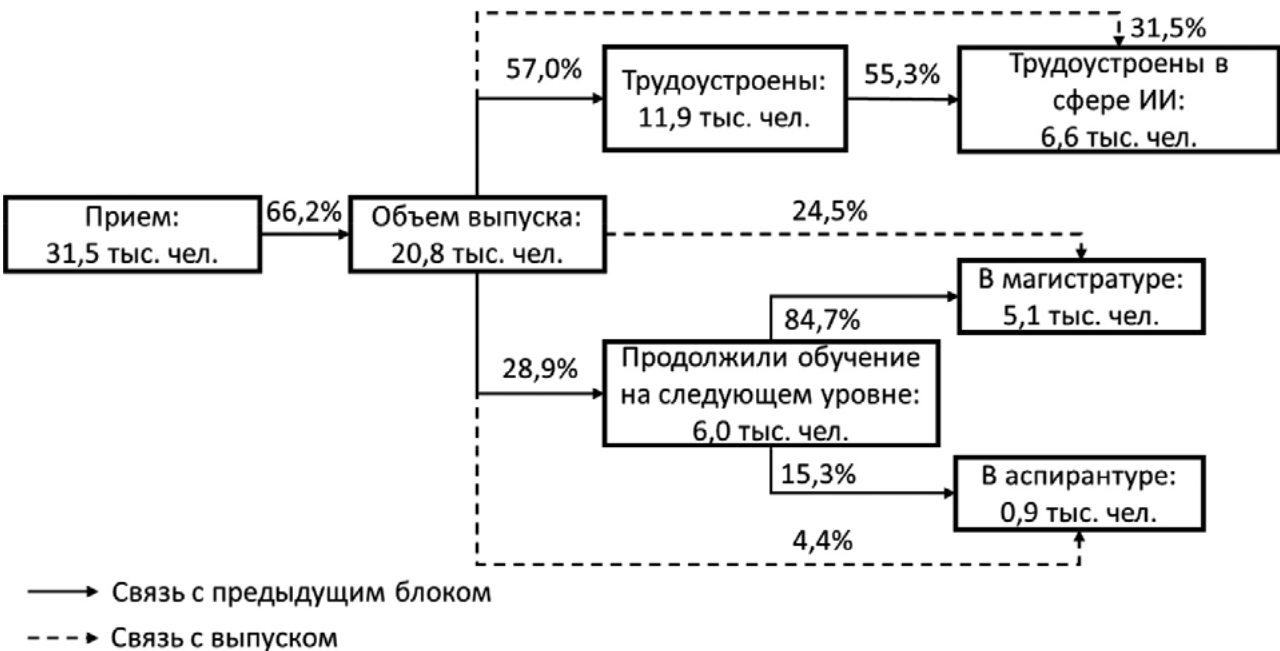 31,5%
57,0%
Трудоустроены:
11,9 тыс. чел.
55,3%
Трудоустроены в
сфере ИИ:
6,6 тыс. чел.
Прием:
31,5 тыс. чел.
66,2%
Объем выпуска:
20,8 тыс. чел.
24,5%
В магистратуре:
5,1 тыс. чел.
84,7%
28,9%
Продолжили обучение
на следующем уровне:
6,0 тыс. чел.
15,3%
В аспирантуре:
0,9 тыс. чел.
4,4%
Связь с предыдущим блоком
Связь с выпуском